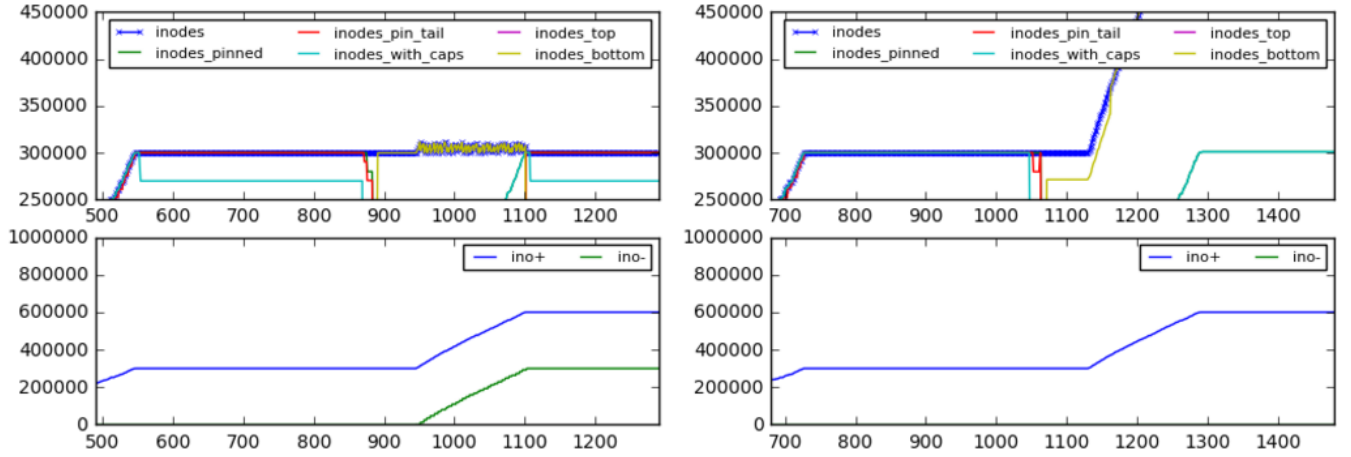 450000
400000
350000
300000
250000
inodes inodes_pin_tail inodes_top
inodes_pinned inodes_with_caps inodes_bottom
500 600 700 800 900 1000 1100 1200
450000
400000
350000
300000
250000
inodes inodes_pin_tail inodes_top
inodes_pinned inodes_with_caps inodes_bottom
700 800 900 1000 1100 1200 1300 1400
1000000
800000
600000
400000
200000
0
ino+ ino-
500 600 700 800 900 1000 1100 1200
1000000
800000
600000
400000
200000
0
ino+ ino-
700 800 900 1000 1100 1200 1300 1400